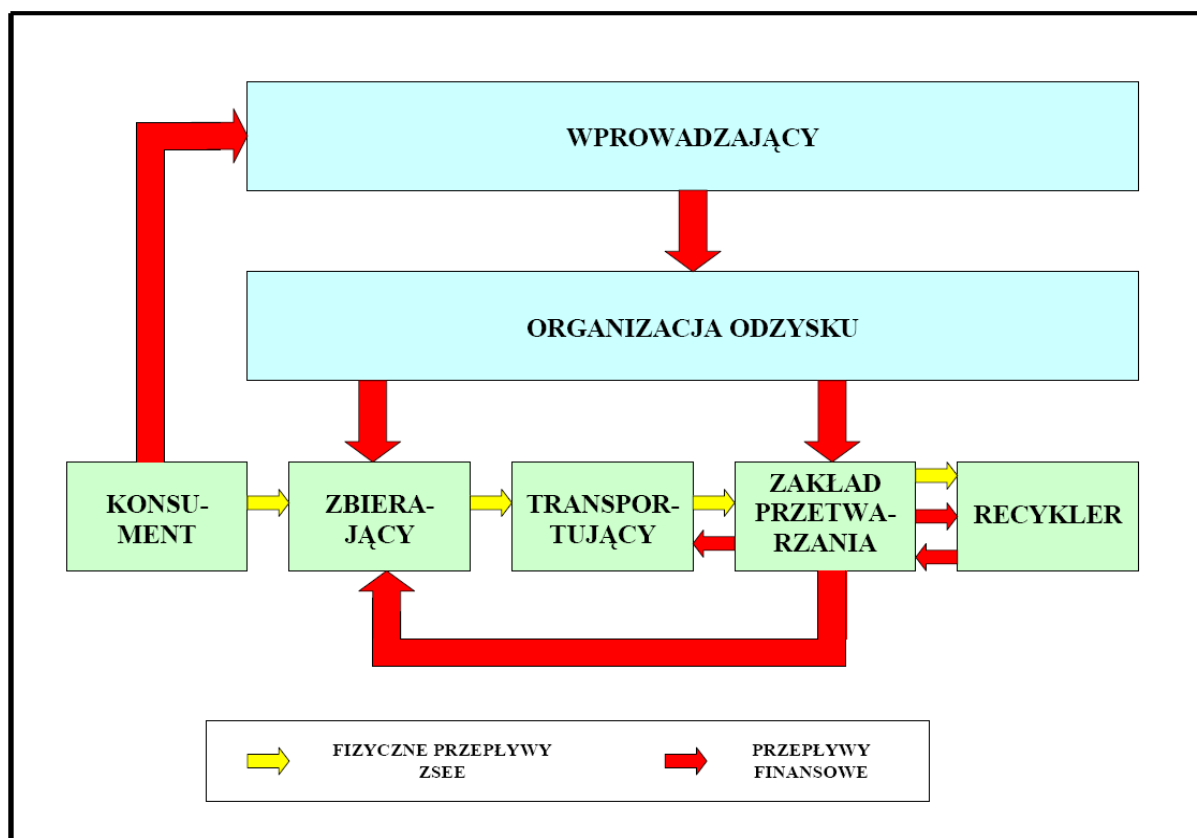 WPROWADZAJĄCY
ORGANIZACJA ODZYSKU
KONSU-
MENT
ZBIERA-
JĄCY
TRANSPOR-
TUJĄCY
ZAKŁAD
PRZETWA-
RZANIA
RECYKLER
FIZYCZNE PRZEPŁYWY
ZSEE
PRZEPŁYWY
FINANSOWE